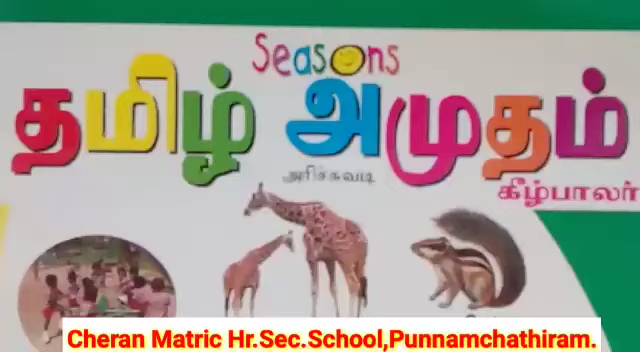 Seasons
தமிழ் அமுதம்
அரிச்சுவடி
கீழ்பாலர்
Cheran Matric Hr.Sec.School,Punnamchathiram.